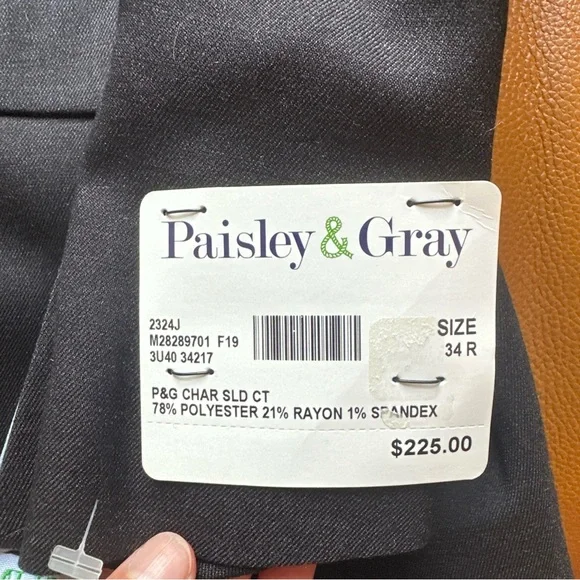 Paisley & Gray
2324J
M28289701 F19
3U40 34217
SIZE
34 R
P&G CHAR SLD CT
78% POLYESTER 21% RAYON 1% SPANDEX
$225.00